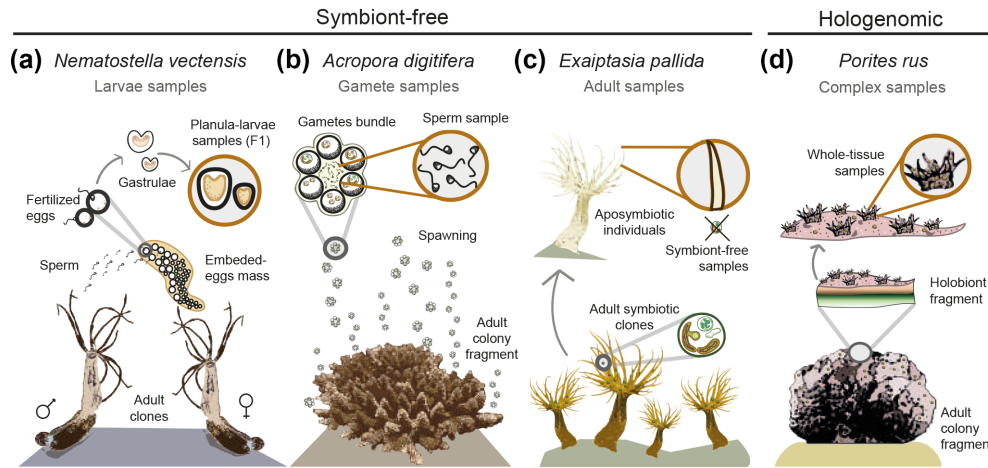 Symbiont-free
Hologenomic
(a) Nematostella vectensis
Larvae samples
Planula-larvae
samples (F1)
Gastrulae
Fertilized
eggs
Sperm
Embeded-
eggs mass
Adult
clones
♂
♀
(b) Acropora digitifera
Gamete samples
Gametes bundle
Sperm sample
Spawning
Adult
colony
fragment
(c) Exaiptasia pallida
Adult samples
Aposymbiotic
individuals
Symbiont-free
samples
Adult symbiotic
clones
(d) Porites rus
Complex samples
Whole-tissue
samples
Holobiont
fragment
Adult
colony
fragment